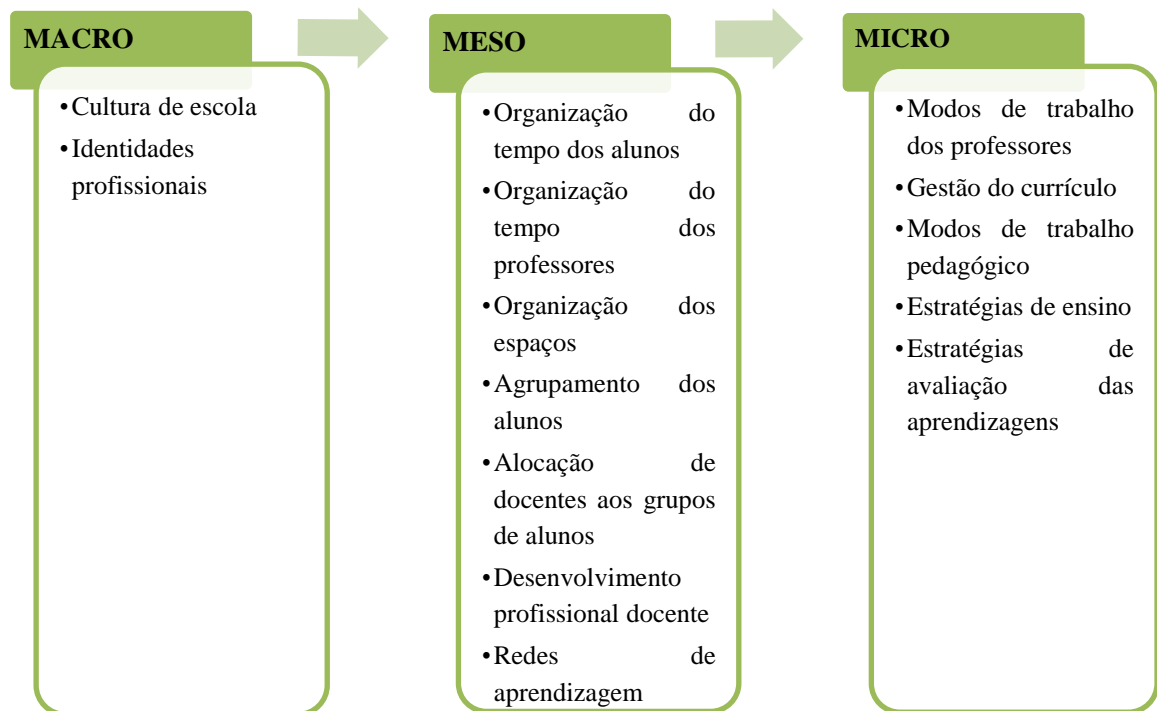 MACRO
•Cultura de escola
•Identidades
profissionais
MESO
•Organização do
tempo dos alunos
•Organização do
tempo dos
professores
•Organização dos
espaços
•Agrupamento dos
alunos
•Alocação de
docentes aos grupos
de alunos
•Desenvolvimento
profissional docente
•Redes de
aprendizagem
MICRO
•Modos de trabalho
dos professores
•Gestão do currículo
•Modos de trabalho
pedagógico
•Estratégias de ensino
•Estratégias de
avaliação das
aprendizagens